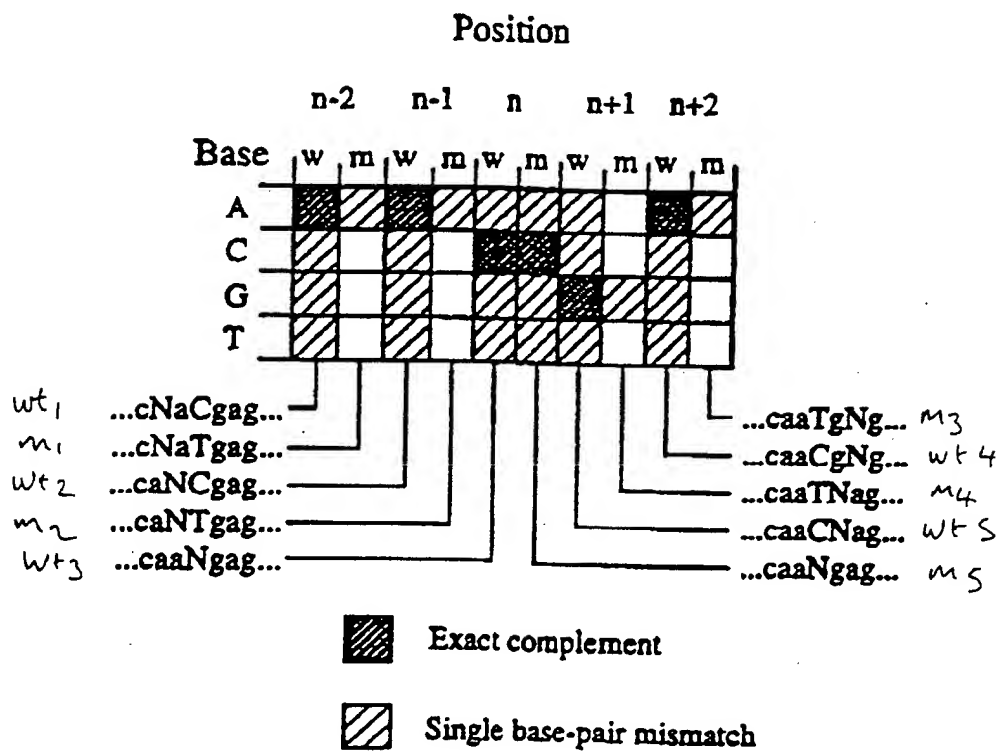 Position
n-2 n-1 n n+1 n+2
Base w m w m w m w m w m
A
C
G
T
wt1 ...cNaCgag...
m1 ...cNaTgag...
wt2 ...caNCgag...
m2 ...caNTgag...
wt3 ...caaNgag...
...caaTgNg... m3
...caaCgNg... wt4
...caaTNag... m4
...caaCNag... wt5
...caaNgag... m5
Exact complement
Single base-pair mismatch